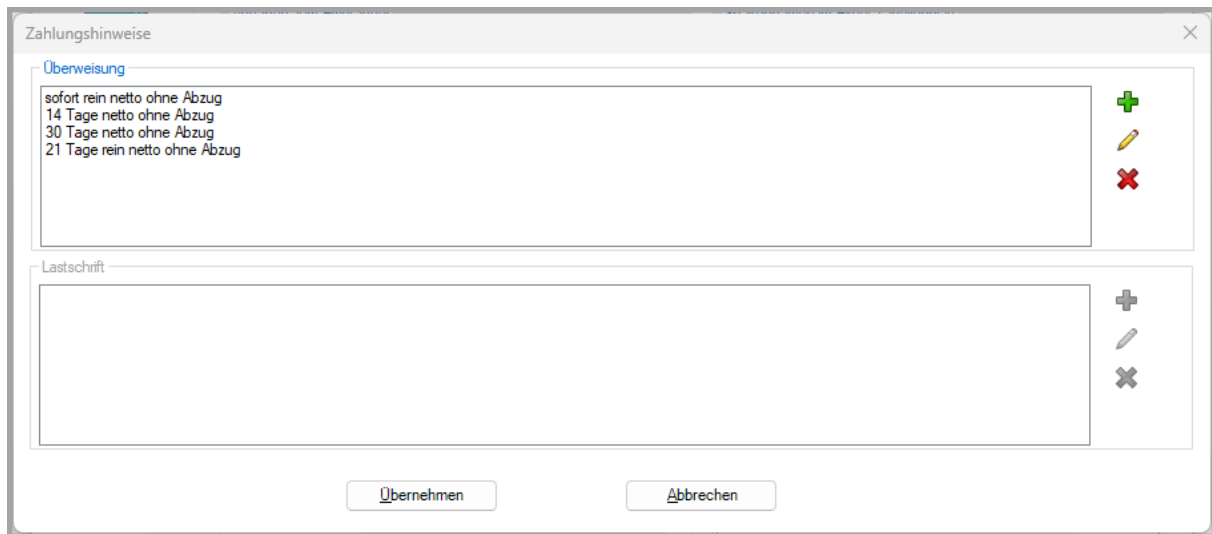 Zahlungshinweise
Überweisung
sofort rein netto ohne Abzug
14 Tage netto ohne Abzug
30 Tage netto ohne Abzug
21 Tage rein netto ohne Abzug
Lastschrift
Übernehmen
Abbrechen